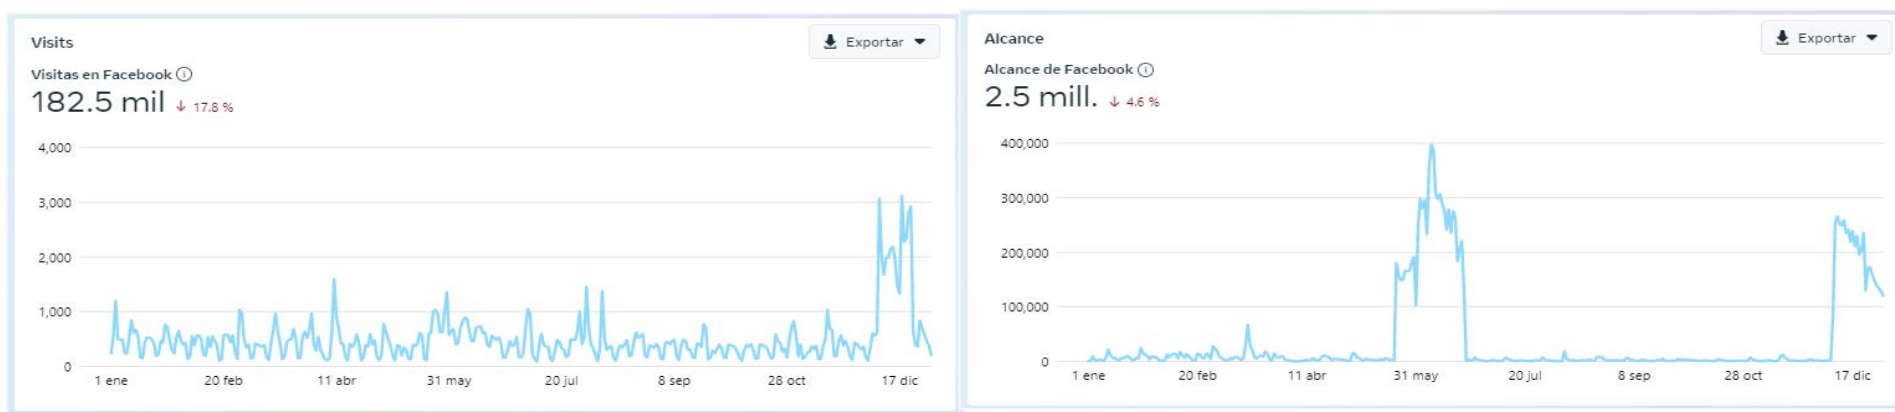 Visits
Exportar
Visitas en Facebook
182.5 mil ↓ 17.8 %
4,000
3,000
2,000
1,000
0
1 ene 20 feb 11 abr 31 may 20 jul 8 sep 28 oct 17 dic
Alcance
Exportar
Alcance de Facebook
2.5 mill. ↓ 4.6 %
400,000
300,000
200,000
100,000
0
1 ene 20 feb 11 abr 31 may 20 jul 8 sep 28 oct 17 dic